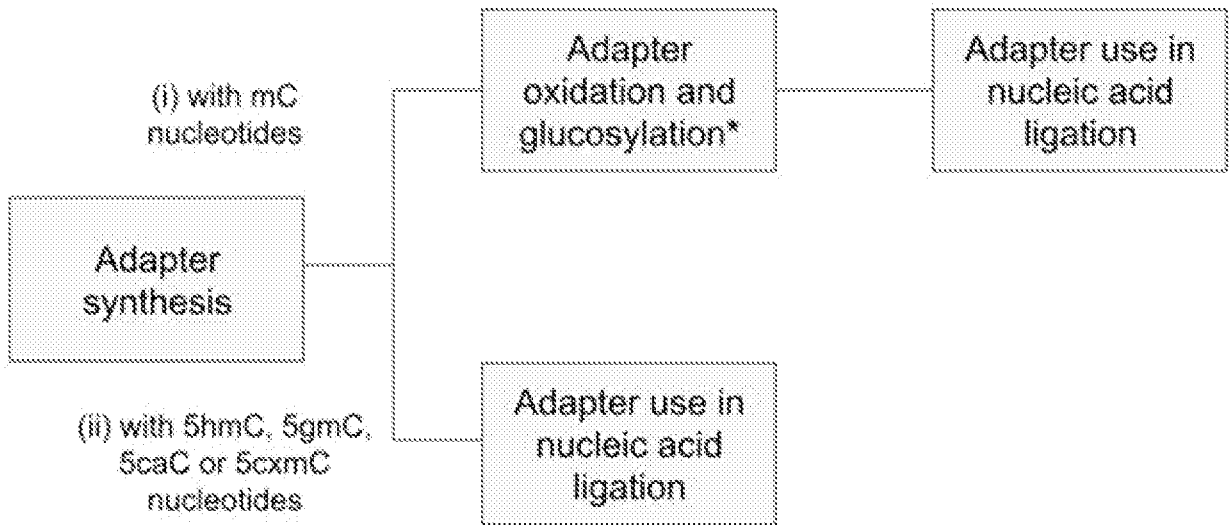 (i) with mC
nucleotides
Adapter
oxidation and
glucosylation*
Adapter use in
nucleic acid
ligation
Adapter
synthesis
(ii) with 5hmC, 5gmC,
5caC or 5cxmC
nucleotides
Adapter use in
nucleic acid
ligation